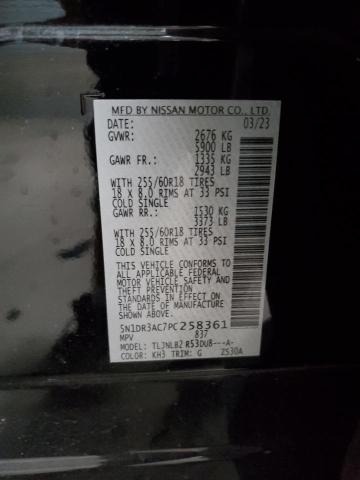 MFD BY NISSAN MOTOR CO., LTD.
DATE: 03/23
GVWR: 2676 KG
5900 LB
GAWR FR.: 1335 KG
2943 LB
WITH 255/60R18 TIRES
18 X 8.0 RIMS AT 33 PSI
COLD SINGLE
GAWR RR.: 1530 KG
3373 LB
WITH 255/60R18 TIRES
18 X 8.0 RIMS AT 33 PSI
COLD SINGLE
THIS VEHICLE CONFORMS TO ALL
APPLICABLE FEDERAL MOTOR
VEHICLE SAFETY AND THEFT
PREVENTION STANDARDS IN EFFECT
ON THE DATE OF MANUFACTURE
SHOWN ABOVE.
5N1DR3AC7PC258361
MPV 837
MODEL: TLJNLB2 R53DU8---A-
COLOR: KH3 TRIM: G ZS30A